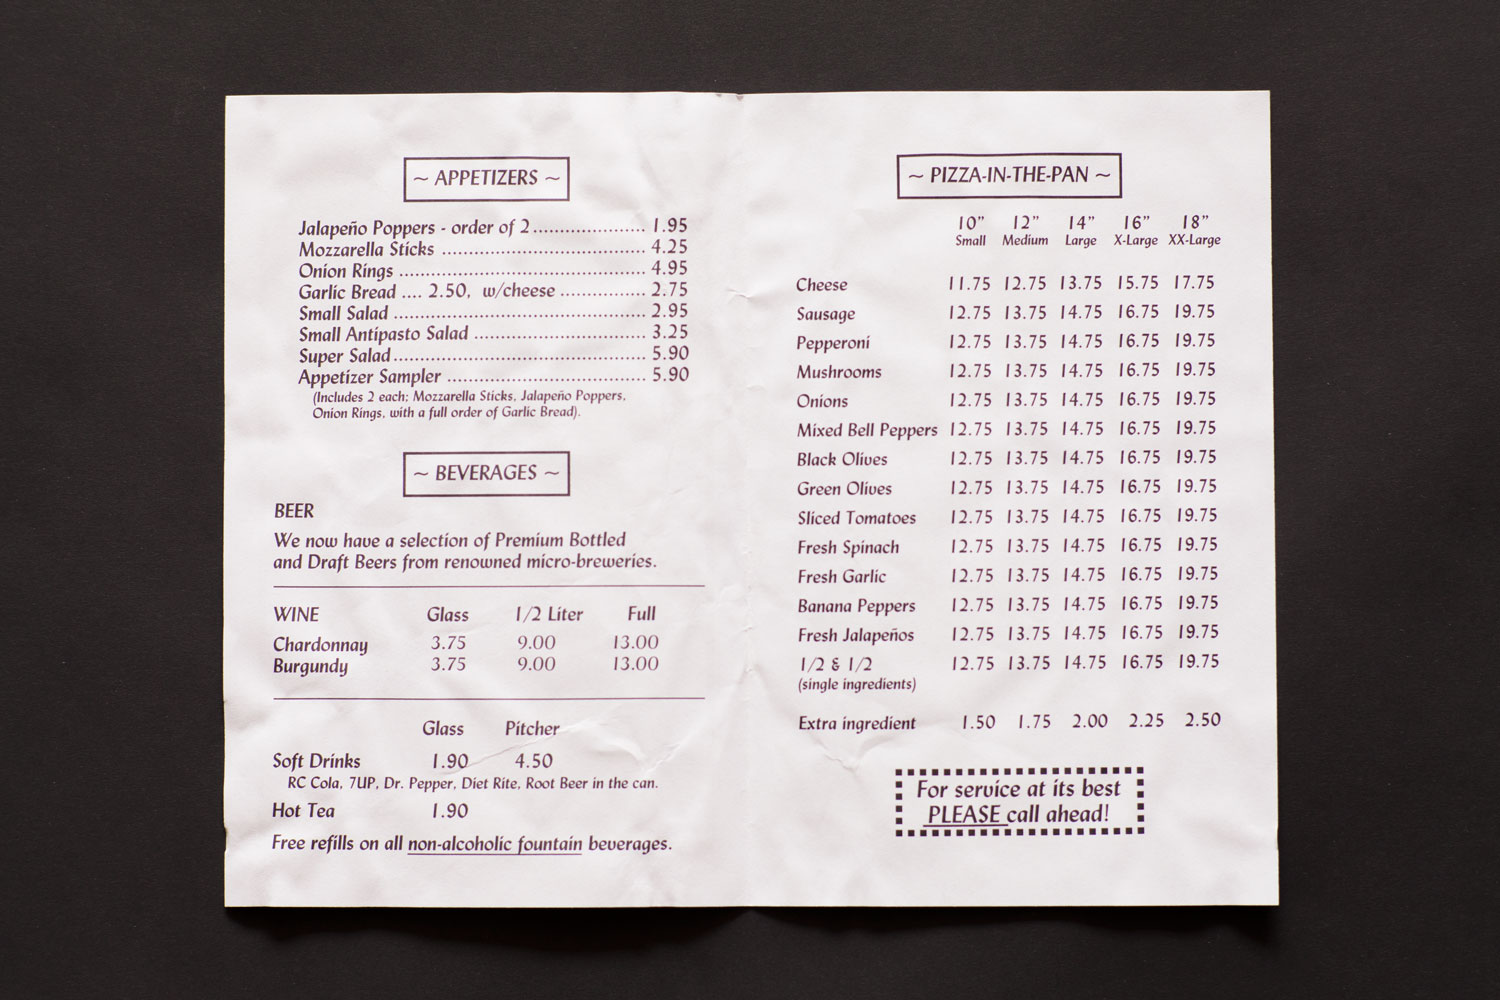 ~ APPETIZERS ~
Jalapeño Poppers - order of 2 ..................... 1.95
Mozzarella Sticks ...................................... 4.25
Onion Rings ............................................. 4.95
Garlic Bread .... 2.50, w/cheese ................ 2.75
Small Salad .............................................. 2.95
Small Antipasto Salad ................................ 3.25
Super Salad .............................................. 5.90
Appetizer Sampler ..................................... 5.90
(Includes 2 each; Mozzarella Sticks, Jalapeño Poppers,
Onion Rings, with a full order of Garlic Bread).
~ BEVERAGES ~
BEER
We now have a selection of Premium Bottled
and Draft Beers from renowned micro-breweries.
WINE Glass 1/2 Liter Full
Chardonnay 3.75 9.00 13.00
Burgundy 3.75 9.00 13.00
Glass Pitcher
Soft Drinks 1.90 4.50
RC Cola, 7UP, Dr. Pepper, Diet Rite, Root Beer in the can.
Hot Tea 1.90
Free refills on all non-alcoholic fountain beverages.
~ PIZZA-IN-THE-PAN ~
10" 12" 14" 16" 18"
Small Medium Large X-Large XX-Large
Cheese 11.75 12.75 13.75 15.75 17.75
Sausage 12.75 13.75 14.75 16.75 19.75
Pepperoni 12.75 13.75 14.75 16.75 19.75
Mushrooms 12.75 13.75 14.75 16.75 19.75
Onions 12.75 13.75 14.75 16.75 19.75
Mixed Bell Peppers 12.75 13.75 14.75 16.75 19.75
Black Olives 12.75 13.75 14.75 16.75 19.75
Green Olives 12.75 13.75 14.75 16.75 19.75
Sliced Tomatoes 12.75 13.75 14.75 16.75 19.75
Fresh Spinach 12.75 13.75 14.75 16.75 19.75
Fresh Garlic 12.75 13.75 14.75 16.75 19.75
Banana Peppers 12.75 13.75 14.75 16.75 19.75
Fresh Jalapeños 12.75 13.75 14.75 16.75 19.75
1/2 & 1/2 12.75 13.75 14.75 16.75 19.75
(single ingredients)
Extra ingredient 1.50 1.75 2.00 2.25 2.50
For service at its best
PLEASE call ahead!